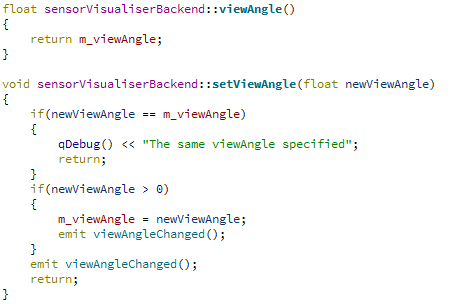 float sensorVisualiserBackend::viewAngle()
{
    return m_viewAngle;
}

void sensorVisualiserBackend::setViewAngle(float newViewAngle)
{
    if(newViewAngle == m_viewAngle)
    {
        qDebug() << "The same viewAngle specified";
        return;
    }
    if(newViewAngle > 0)
    {
        m_viewAngle = newViewAngle;
        emit viewAngleChanged();
    }
    emit viewAngleChanged();
    return;
}